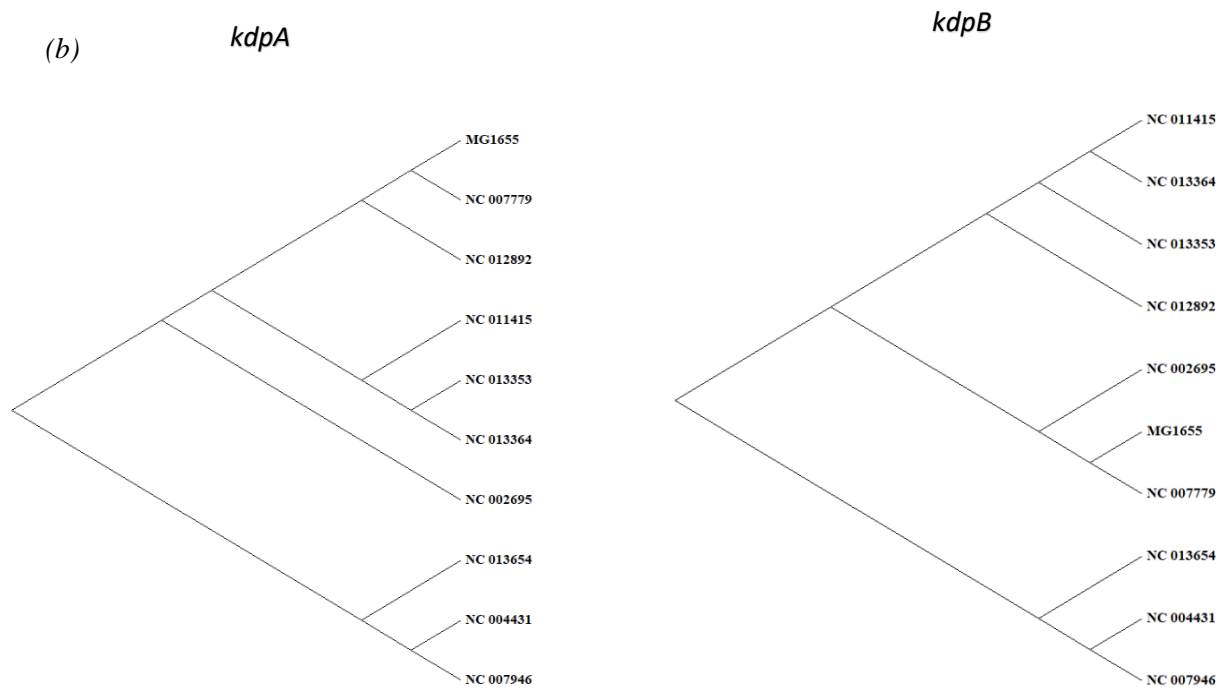 (b)
kdpA
MG1655
NC 007779
NC 012892
NC 011415
NC 013353
NC 013364
NC 002695
NC 013654
NC 004431
NC 007946
kdpB
NC 011415
NC 013364
NC 013353
NC 012892
NC 002695
MG1655
NC 007779
NC 013654
NC 004431
NC 007946